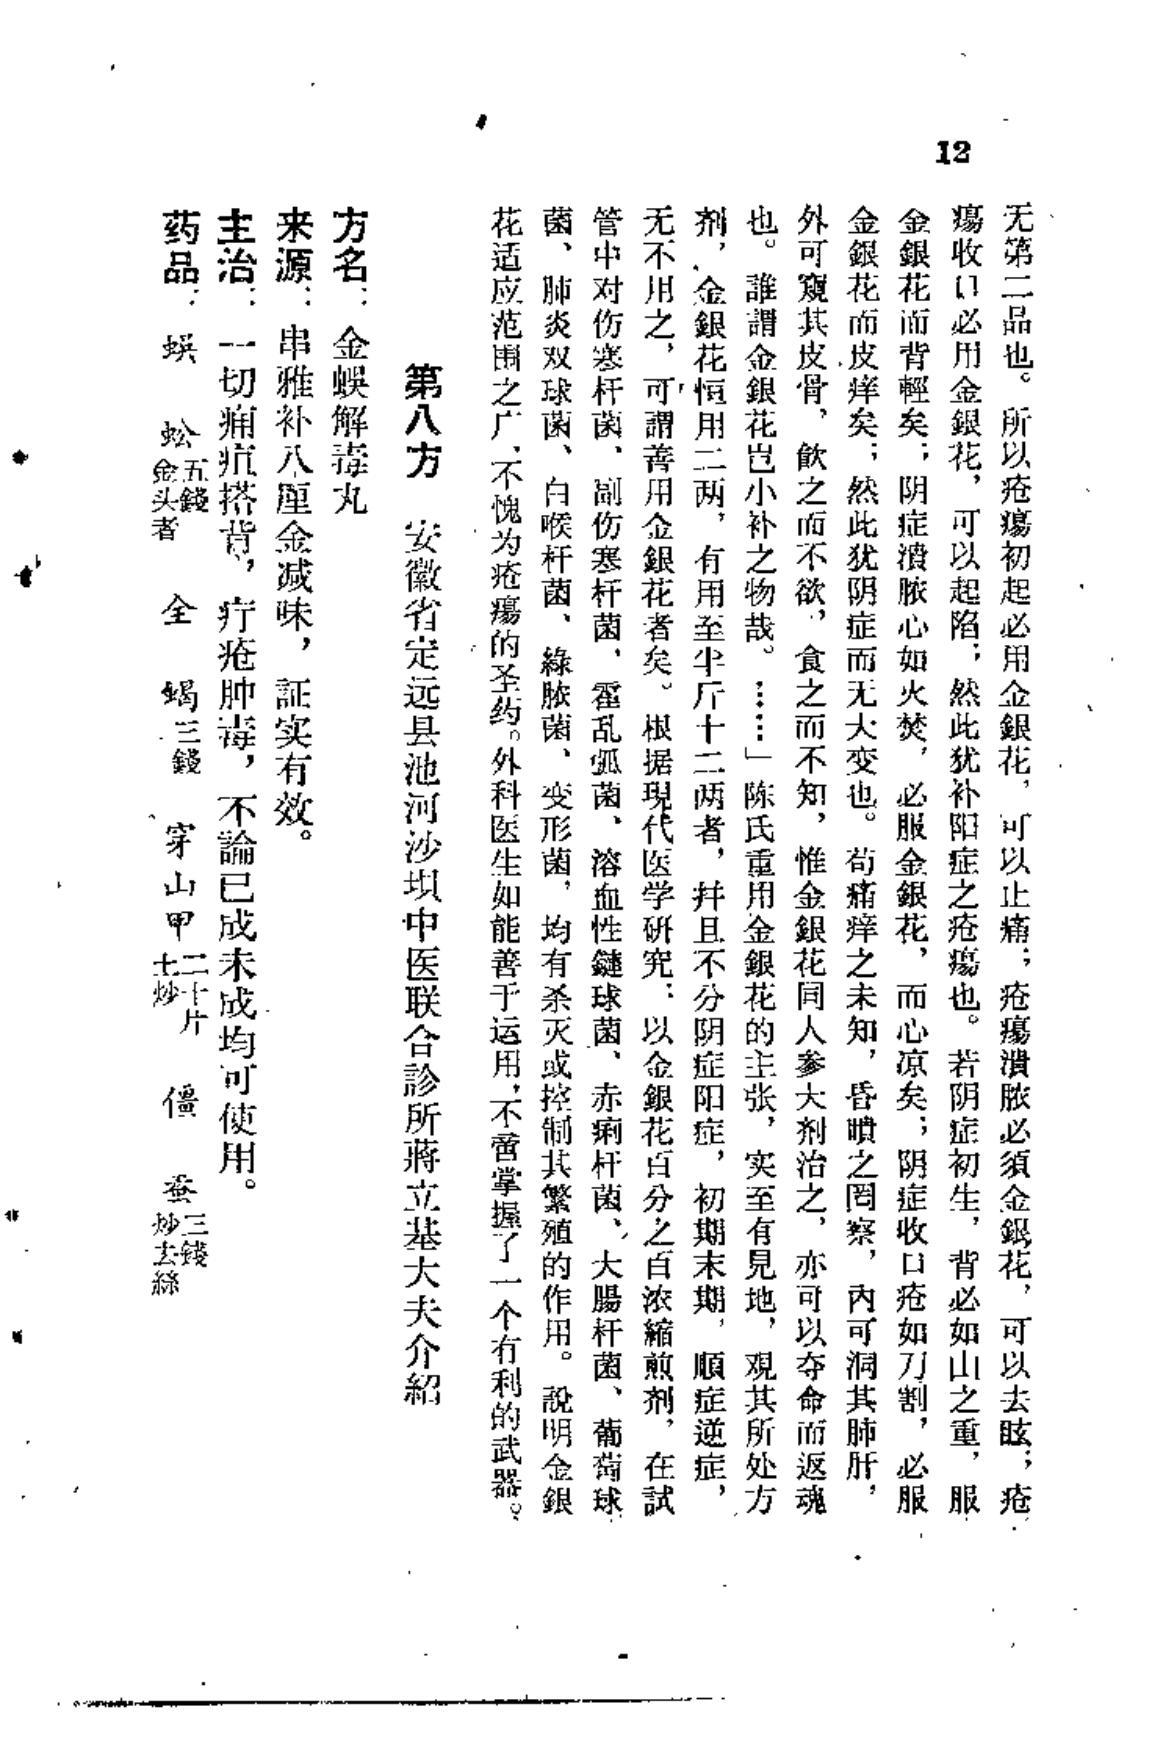 12
无第二品也。所以疮瘍初起必用金銀花，可以止痛；疮瘍潰脓必須金銀花，可以去眩；疮
瘍收口必用金銀花，可以起陷；然此犹补阳症之疮瘍也。若阴症初生，背必如山之重，服
金銀花而背輕矣；阴症潰脓心如火焚，必服金銀花，而心凉矣；阴症收口疮如刀割，必服
金銀花而皮痒矣；然此犹阴症而无大变也。苟痛痒之未知，昏瞶之罔察，內可洞其肺肝，
外可窺其皮骨，飲之而不欲，食之而不知，惟金銀花同人参大剂治之，亦可以夺命而返魂
也。誰謂金銀花岂小补之物哉。……」陈氏重用金銀花的主张，实至有見地，观其所处方
剂，金銀花恒用二两，有用至半斤十二两者，幷且不分阴症阳症，初期末期，順症逆症，
无不用之，可謂善用金銀花者矣。根据現代医学研究：以金銀花百分之百浓縮煎剂，在試
管中对伤寒杆菌、副伤寒杆菌、霍乱弧菌、溶血性鏈球菌、赤痢杆菌、大腸杆菌、葡萄球
菌、肺炎双球菌、白喉杆菌、綠脓菌、变形菌，均有杀灭或控制其繁殖的作用。說明金銀
花适应范围之广，不愧为疮瘍的圣药。外科医生如能善于运用，不啻掌握了一个有利的武器。
第八方　安徽省定远县池河沙坝中医联合診所蔣立基大夫介紹
方名：金蜈解毒丸
来源：串雅补八厘金减味，証实有效。
主治：一切痈疽搭背，疔疮肿毒，不論已成未成均可使用。
药品：蜈　蚣五錢金头者　全　蝎三錢　穿山甲二十片土炒　僵　蚕三錢炒去絲